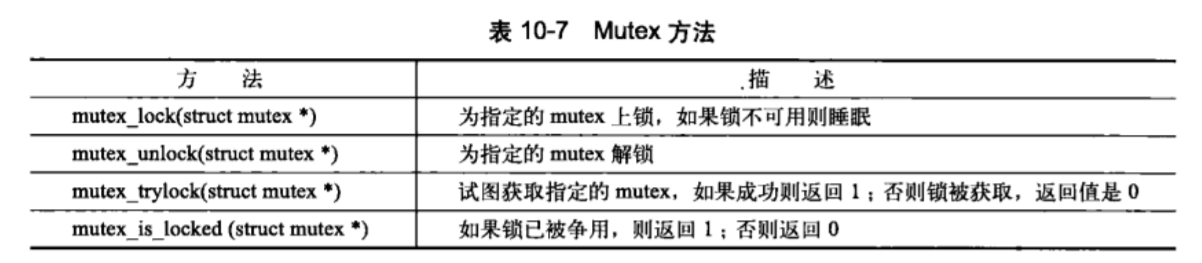 表 10-7 Mutex 方法
方 法 描 述
mutex_lock(struct mutex *) 为指定的 mutex 上锁，如果锁不可用则睡眠
mutex_unlock(struct mutex *) 为指定的 mutex 解锁
mutex_trylock(struct mutex *) 试图获取指定的 mutex，如果成功则返回 1；否则锁被获取，返回值是 0
mutex_is_locked (struct mutex *) 如果锁已被争用，则返回 1；否则返回 0